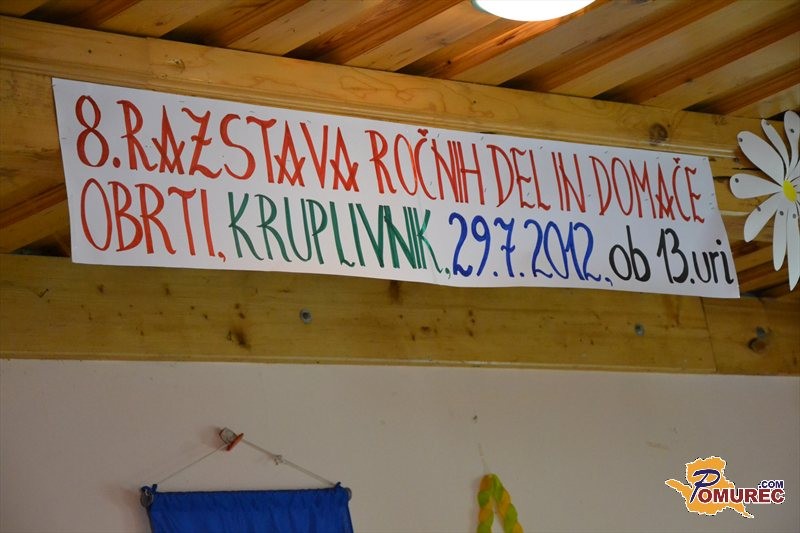 8. RAZSTAVA ROČNIH DEL IN DOMAČE
OBRTI, KRUPLIVNIK, 29.7.2012, ob 13.uri
POMUREC.COM